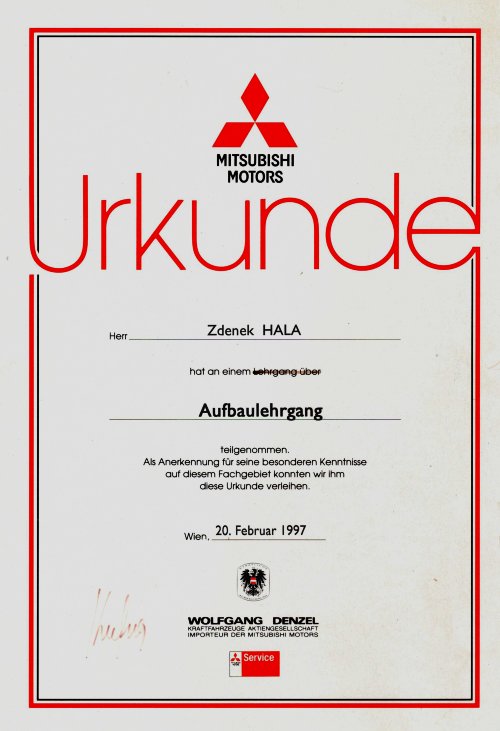 MITSUBISHI
MOTORS
Urkunde
Herr Zdenek HALA
hat an einem Lehrgang über
Aufbaulehrgang
teilgenommen.
Als Anerkennung für seine besonderen Kenntnisse
auf diesem Fachgebiet konnten wir ihm
diese Urkunde verleihen.
Wien, 20. Februar 1997
WOLFGANG DENZEL
KRAFTFAHRZEUGE AKTIENGESELLSCHAFT
IMPORTEUR DER MITSUBISHI MOTORS
Service